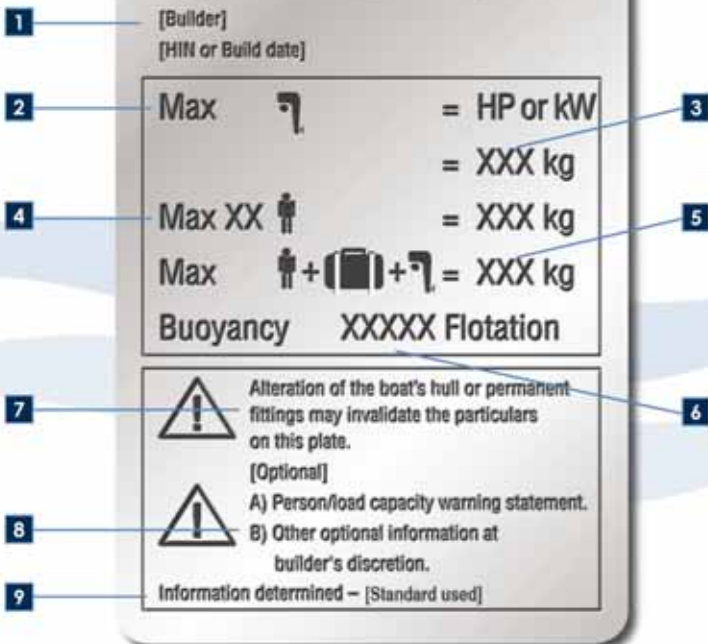 1 [Builder]
[HIN or Build date]
2 Max = HP or kW 3
= XXX kg
4 Max XX = XXX kg 5
Max + + = XXX kg
Buoyancy XXXXX Flotation
7 Alteration of the boat's hull or permanent 6
fittings may invalidate the particulars
on this plate.
[Optional]
A) Person/load capacity warning statement.
8 B) Other optional information at
builder's discretion.
9 Information determined – [Standard used]